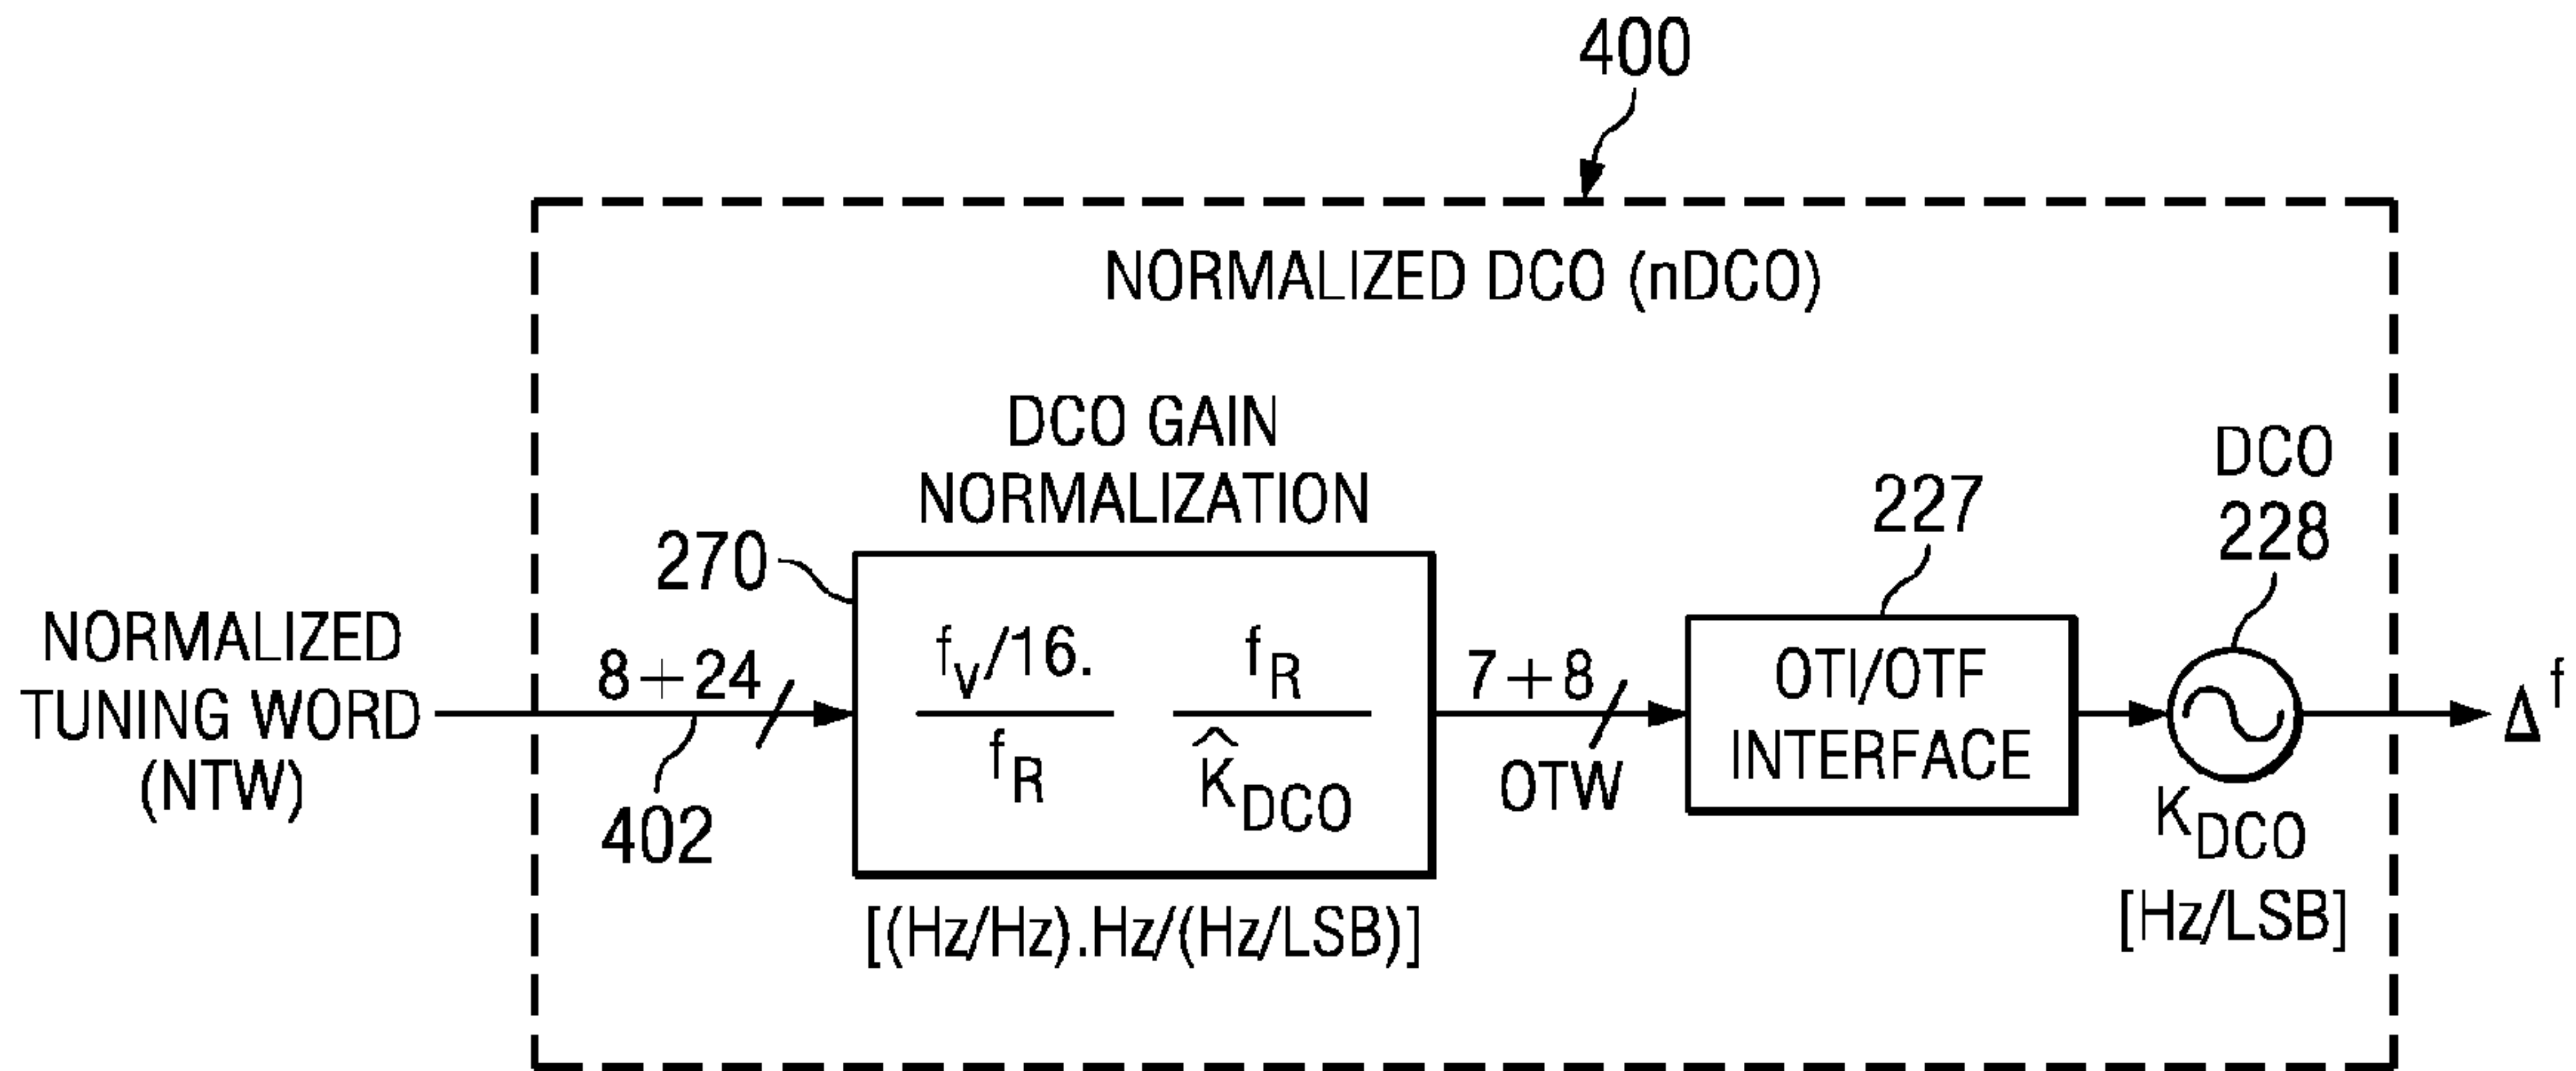 400
NORMALIZED DCO (nDCO)
DCO GAIN
NORMALIZATION
DCO
228
227
270
NORMALIZED
TUNING WORD
(NTW)
8+24
402
fV/16. fR
fR K̂DCO
7+8
OTW
OTI/OTF
INTERFACE
Δf
KDCO
[Hz/LSB]
[(Hz/Hz).Hz/(Hz/LSB)]